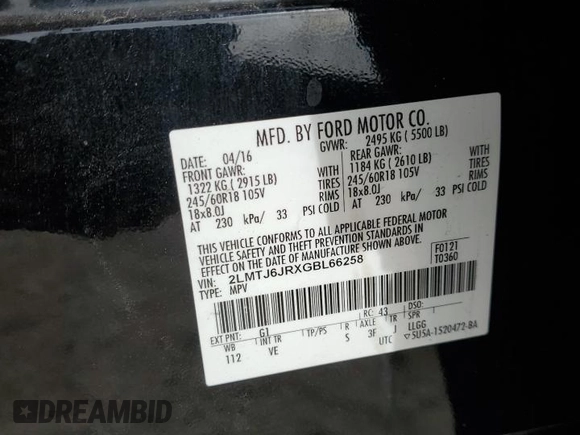 MFD. BY FORD MOTOR CO.
04/16 GVWR: 2495 KG ( 5500 LB)
FRONT GAWR: REAR GAWR:
1322 KG ( 2915 LB) 1184 KG ( 2610 LB)
245/60R18 105V TIRES 245/60R18 105V TIRES
18x8.0J RIMS 18x8.0J RIMS
AT 230 kPa/ 33 PSI COLD AT 230 kPa/ 33 PSI COLD
THIS VEHICLE CONFORMS TO ALL APPLICABLE FEDERAL MOTOR
VEHICLE SAFETY AND THEFT PREVENTION STANDARDS IN
EFFECT ON THE DATE OF MANUFACTURE SHOWN ABOVE.
VIN: 2LMTJ6JRXGBL66258 F0121
TYPE: MPV T0360
EXT PNT: G1 RC: 43 DSO:
WB INT TR TP/PS R AXLE TR SPR
112 VE S 3F J LLGG
UTC ▽5U5A-1520472-BA
DREAMBID